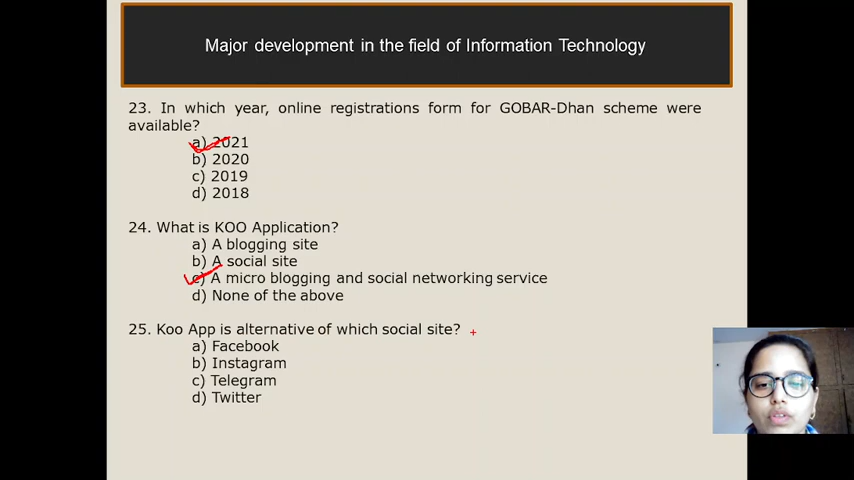 Major development in the field of Information Technology
23. In which year, online registrations form for GOBAR-Dhan scheme were
available?
a) 2021
b) 2020
c) 2019
d) 2018
24. What is KOO Application?
a) A blogging site
b) A social site
c) A micro blogging and social networking service
d) None of the above
25. Koo App is alternative of which social site?
a) Facebook
b) Instagram
c) Telegram
d) Twitter